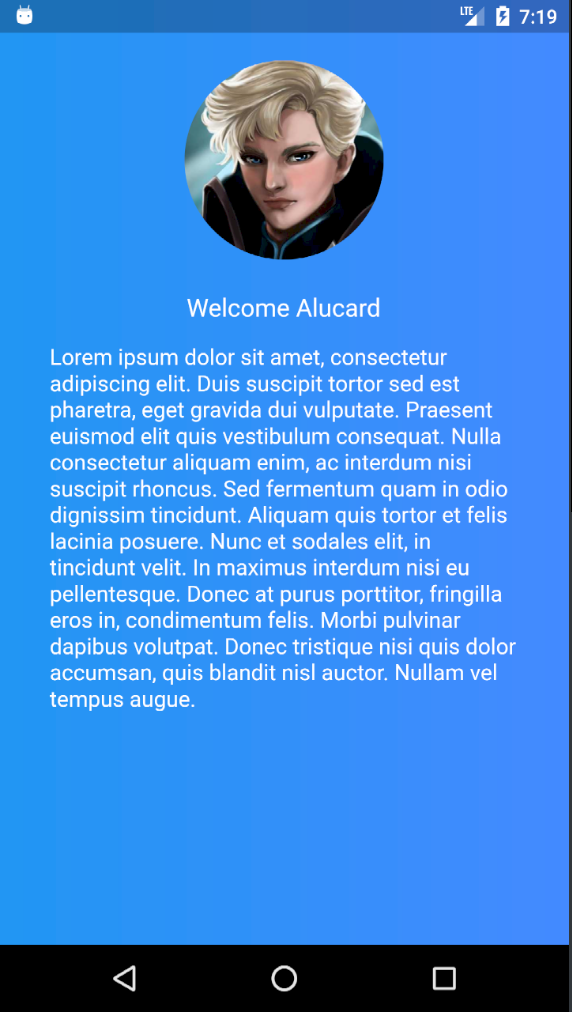 LTE 7:19
Welcome Alucard
Lorem ipsum dolor sit amet, consectetur
adipiscing elit. Duis suscipit tortor sed est
pharetra, eget gravida dui vulputate. Praesent
euismod elit quis vestibulum consequat. Nulla
consectetur aliquam enim, ac interdum nisi
suscipit rhoncus. Sed fermentum quam in odio
dignissim tincidunt. Aliquam quis tortor et felis
lacinia posuere. Nunc et sodales elit, in
tincidunt velit. In maximus interdum nisi eu
pellentesque. Donec at purus porttitor, fringilla
eros in, condimentum felis. Morbi pulvinar
dapibus volutpat. Donec tristique nisi quis dolor
accumsan, quis blandit nisl auctor. Nullam vel
tempus augue.